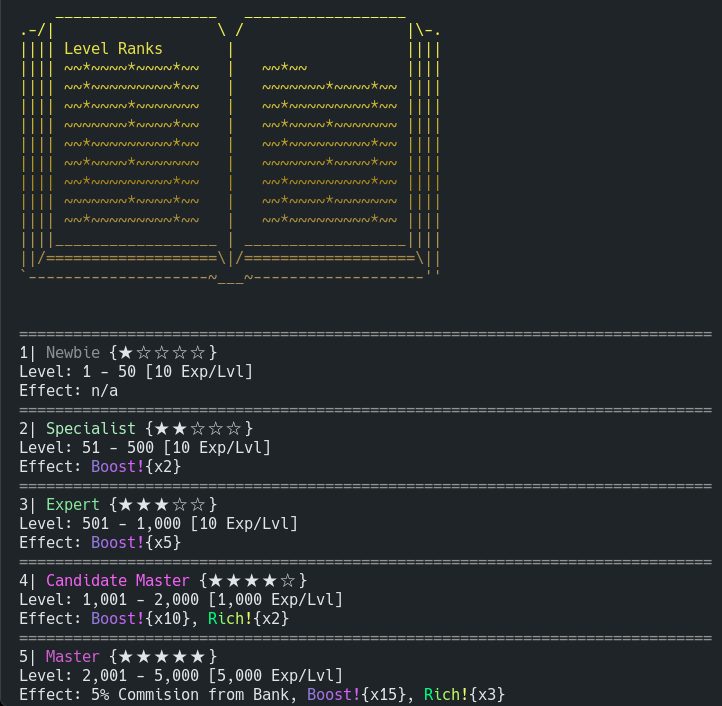 Level Ranks
================================================================================
1| Newbie {★☆☆☆☆}
Level: 1 - 50 [10 Exp/Lvl]
Effect: n/a
================================================================================
2| Specialist {★★☆☆☆}
Level: 51 - 500 [10 Exp/Lvl]
Effect: Boost!{x2}
================================================================================
3| Expert {★★★☆☆}
Level: 501 - 1,000 [10 Exp/Lvl]
Effect: Boost!{x5}
================================================================================
4| Candidate Master {★★★★☆}
Level: 1,001 - 2,000 [1,000 Exp/Lvl]
Effect: Boost!{x10}, Rich!{x2}
================================================================================
5| Master {★★★★★}
Level: 2,001 - 5,000 [5,000 Exp/Lvl]
Effect: 5% Commision from Bank, Boost!{x15}, Rich!{x3}